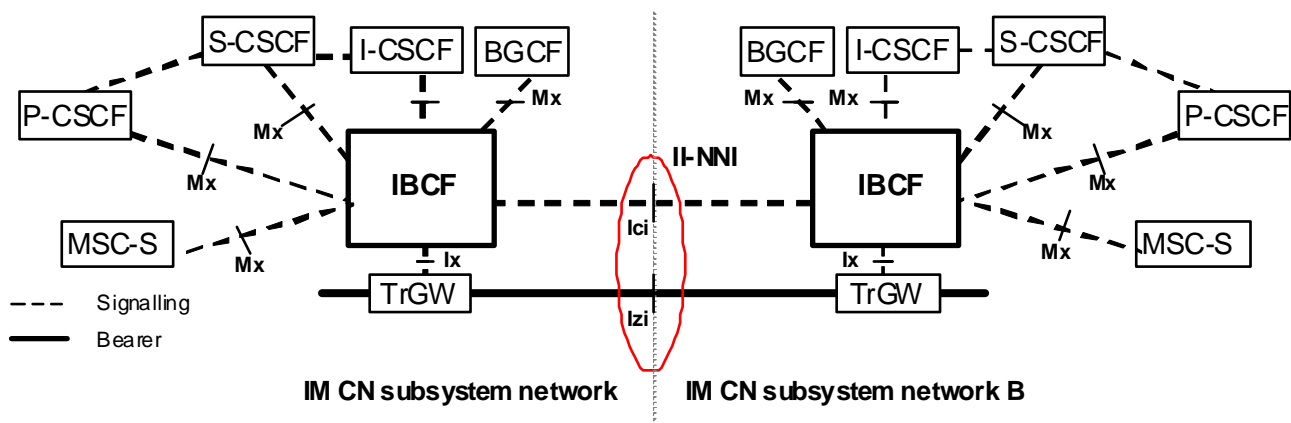 S-CSCF
I-CSCF
BGCF
BGCF
I-CSCF
S-CSCF
P-CSCF
Mx
Mx
Mx
Mx
P-CSCF
Mx
Mx
IBCF
II-NNI
IBCF
Mx
Mx
MSC-S
Mx
Ici
Mx
MSC-S
Ix
Ix
TrGW
TrGW
Izi
Signalling
Bearer
IM CN subsystem network
IM CN subsystem network B